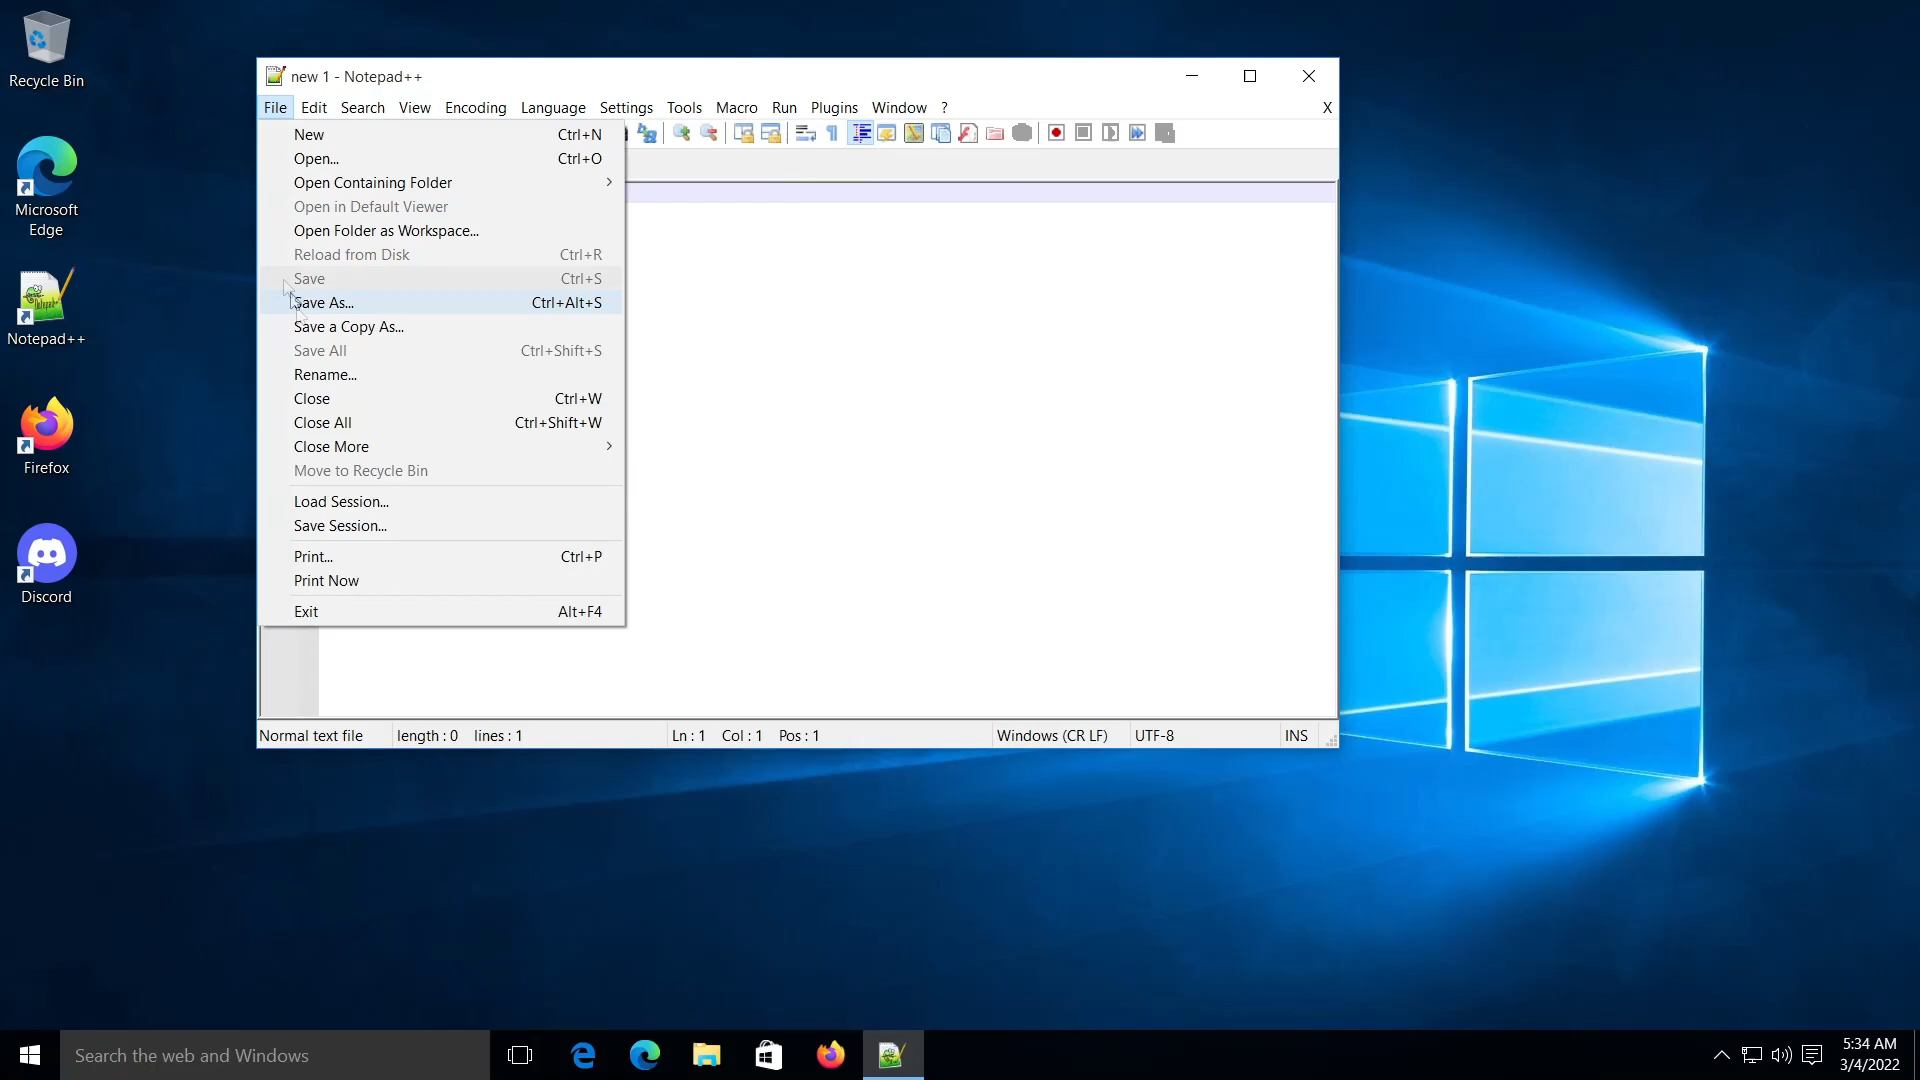 Recycle Bin
Microsoft
Edge
Notepad++
Firefox
Discord
new 1 - Notepad++
File Edit Search View Encoding Language Settings Tools Macro Run Plugins Window ? X
New Ctrl+N
Open... Ctrl+O
Open Containing Folder
Open in Default Viewer
Open Folder as Workspace...
Reload from Disk Ctrl+R
Save Ctrl+S
Save As... Ctrl+Alt+S
Save a Copy As...
Save All Ctrl+Shift+S
Rename...
Close Ctrl+W
Close All Ctrl+Shift+W
Close More
Move to Recycle Bin
Load Session...
Save Session...
Print... Ctrl+P
Print Now
Exit Alt+F4
Normal text file length : 0 lines : 1 Ln : 1 Col : 1 Pos : 1 Windows (CR LF) UTF-8 INS
Search the web and Windows
5:34 AM
3/4/2022